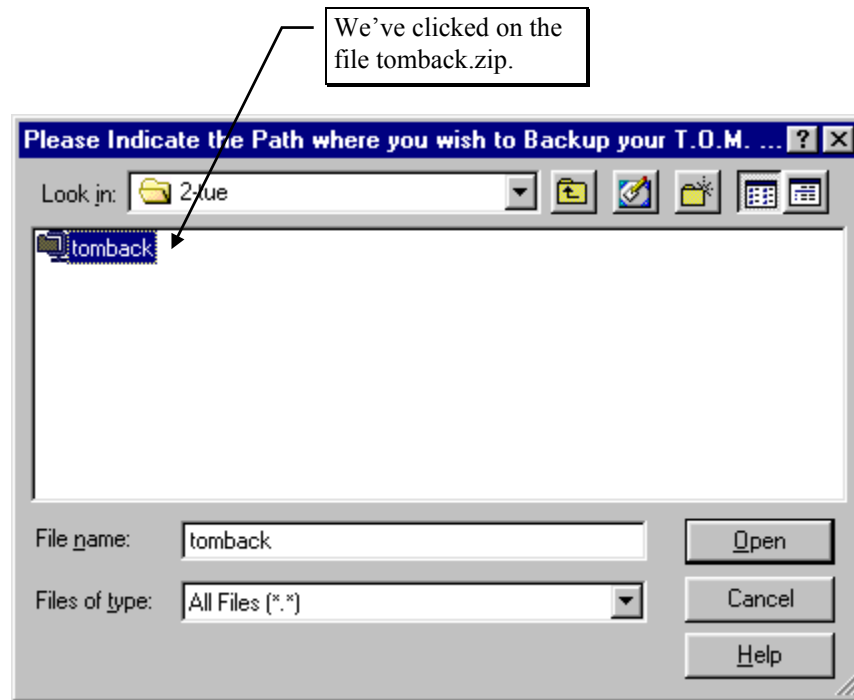 We’ve clicked on the
file tomback.zip.
Please Indicate the Path where you wish to Backup your T.O.M. ...
Look in: 2-tue
tomback
File name: tomback Open
Files of type: All Files (*.*) Cancel
Help